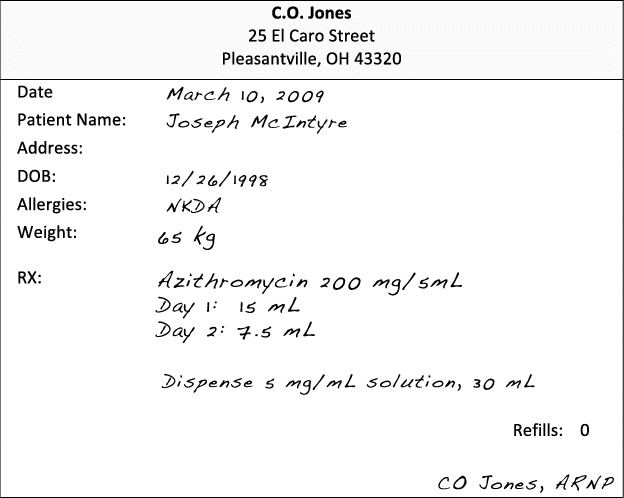 C.O. Jones
25 El Caro Street
Pleasantville, OH 43320
Date March 10, 2009
Patient Name: Joseph McIntyre
Address:
DOB: 12/26/1998
Allergies: NKDA
Weight: 65 kg
RX: Azithromycin 200 mg/5mL
Day 1: 15 mL
Day 2: 7.5 mL
Dispense 5 mg/mL solution, 30 mL
Refills: 0
CO Jones, ARNP